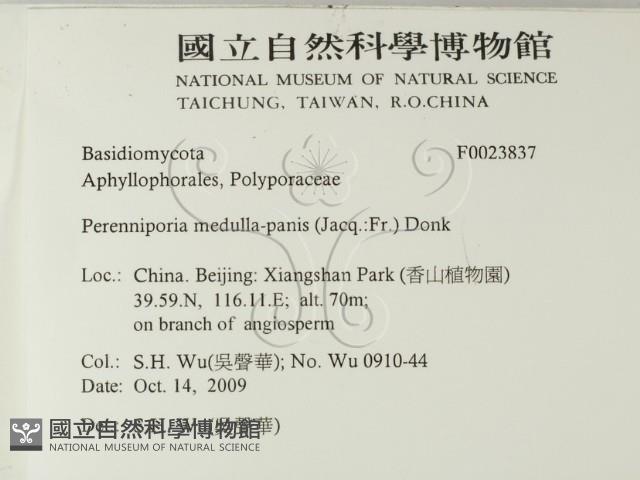 國立自然科學博物館
NATIONAL MUSEUM OF NATURAL SCIENCE
TAICHUNG, TAIWAN, R.O.CHINA
Basidiomycota F0023837
Aphyllophorales, Polyporaceae
Perenniporia medulla-panis (Jacq.:Fr.) Donk
Loc.: China. Beijing: Xiangshan Park (香山植物園)
39.59.N, 116.11.E; alt. 70m;
on branch of angiosperm
Col.: S.H. Wu(吳聲華); No. Wu 0910-44
Date: Oct. 14, 2009
國立自然科學博物館
NATIONAL MUSEUM OF NATURAL SCIENCE